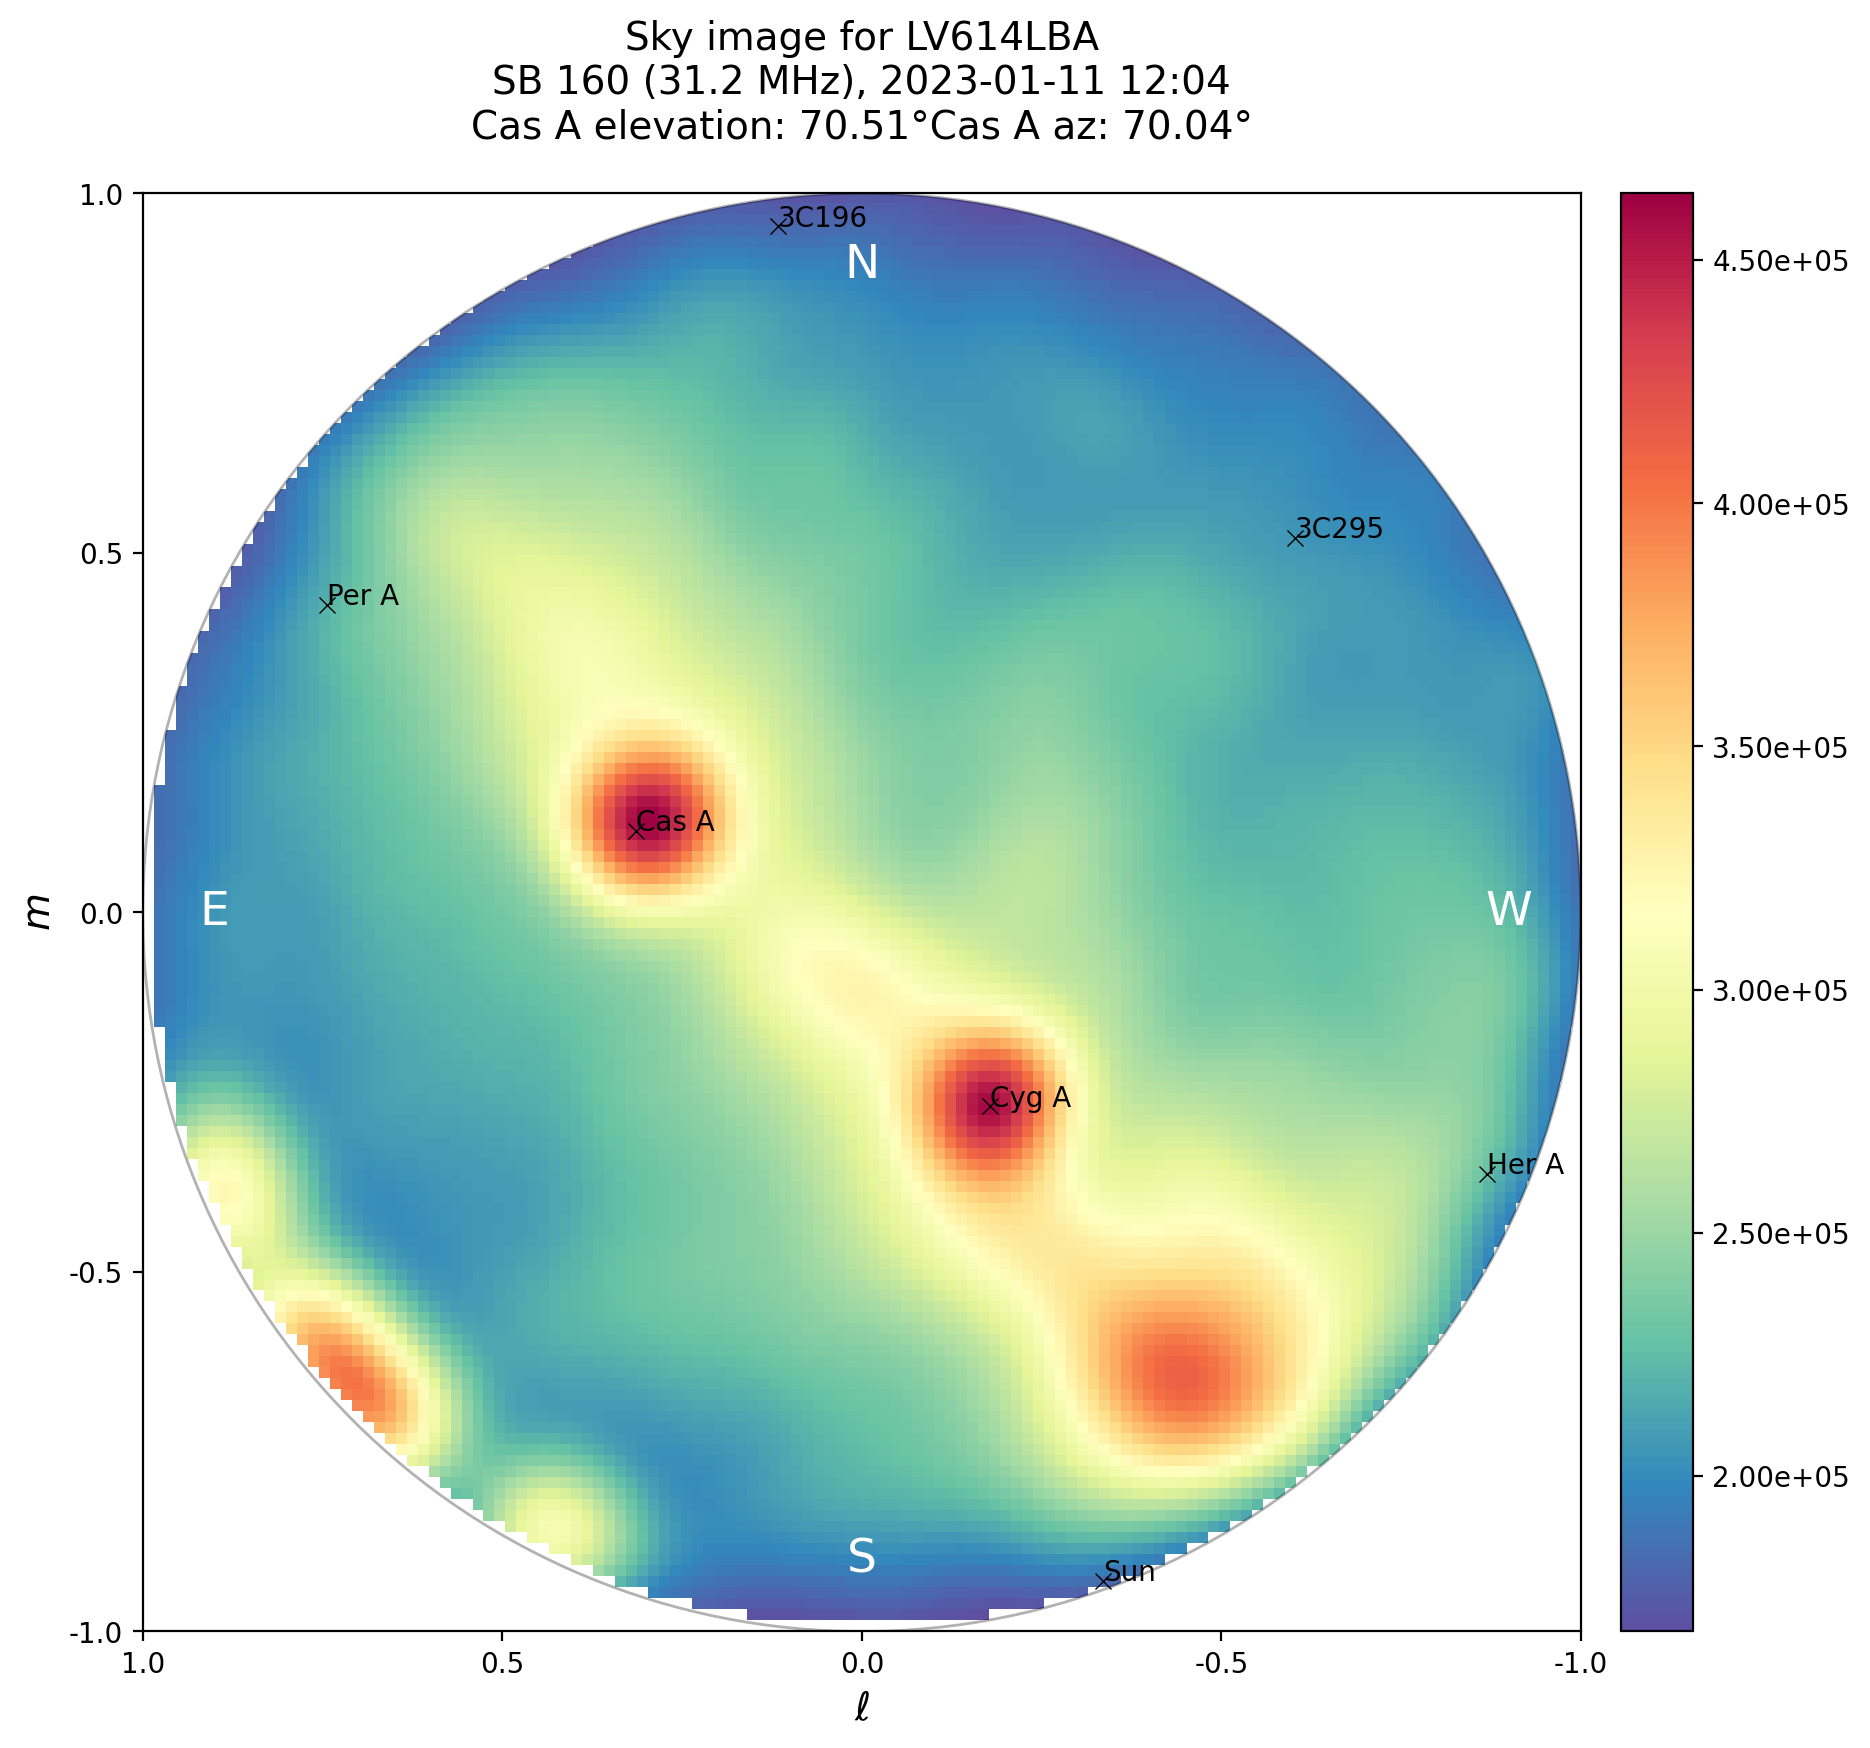 Sky image for LV614LBA
SB 160 (31.2 MHz), 2023-01-11 12:04
Cas A elevation: 70.51°Cas A az: 70.04°
1.0
0.5
0.0
-0.5
-1.0
m
1.0
0.5
0.0
-0.5
-1.0
ℓ
3C196
N
3C295
Per A
Cas A
E
W
Cyg A
Her A
S
Sun
4.50e+05
4.00e+05
3.50e+05
3.00e+05
2.50e+05
2.00e+05